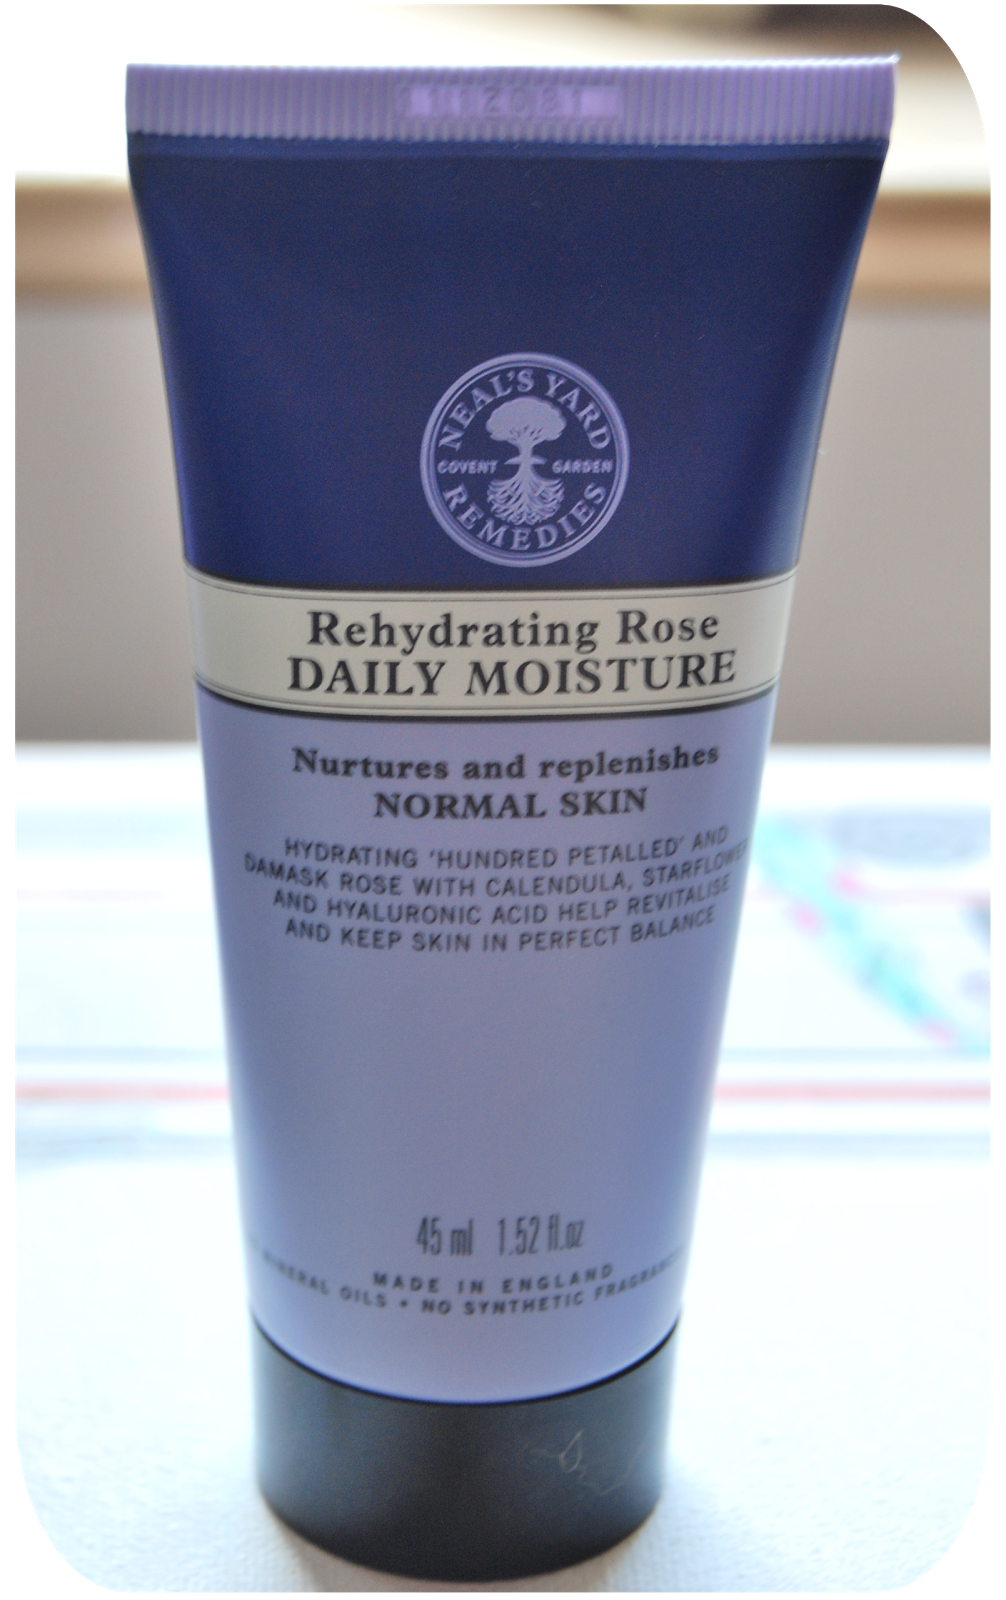 NEAL'S YARD
COVENT GARDEN
REMEDIES
Rehydrating Rose
DAILY MOISTURE
Nurtures and replenishes
NORMAL SKIN
HYDRATING 'HUNDRED PETALLED' AND
DAMASK ROSE WITH CALENDULA, STARFLOWER
AND HYALURONIC ACID HELP REVITALISE
AND KEEP SKIN IN PERFECT BALANCE
45 ml 1.52 fl.oz
MADE IN ENGLAND
MINERAL OILS • NO SYNTHETIC FRAGRANCES